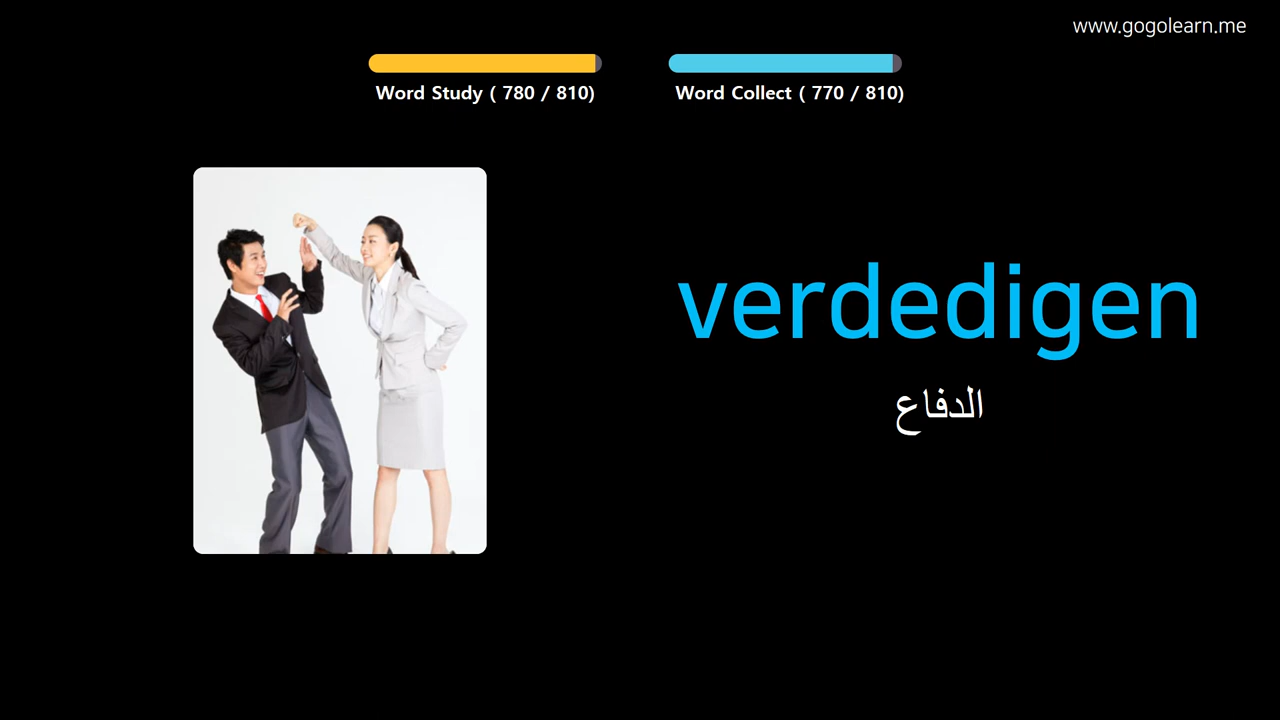 www.gogolearn.me
Word Study ( 780 / 810)
Word Collect ( 770 / 810)
verdedigen
الدفاع